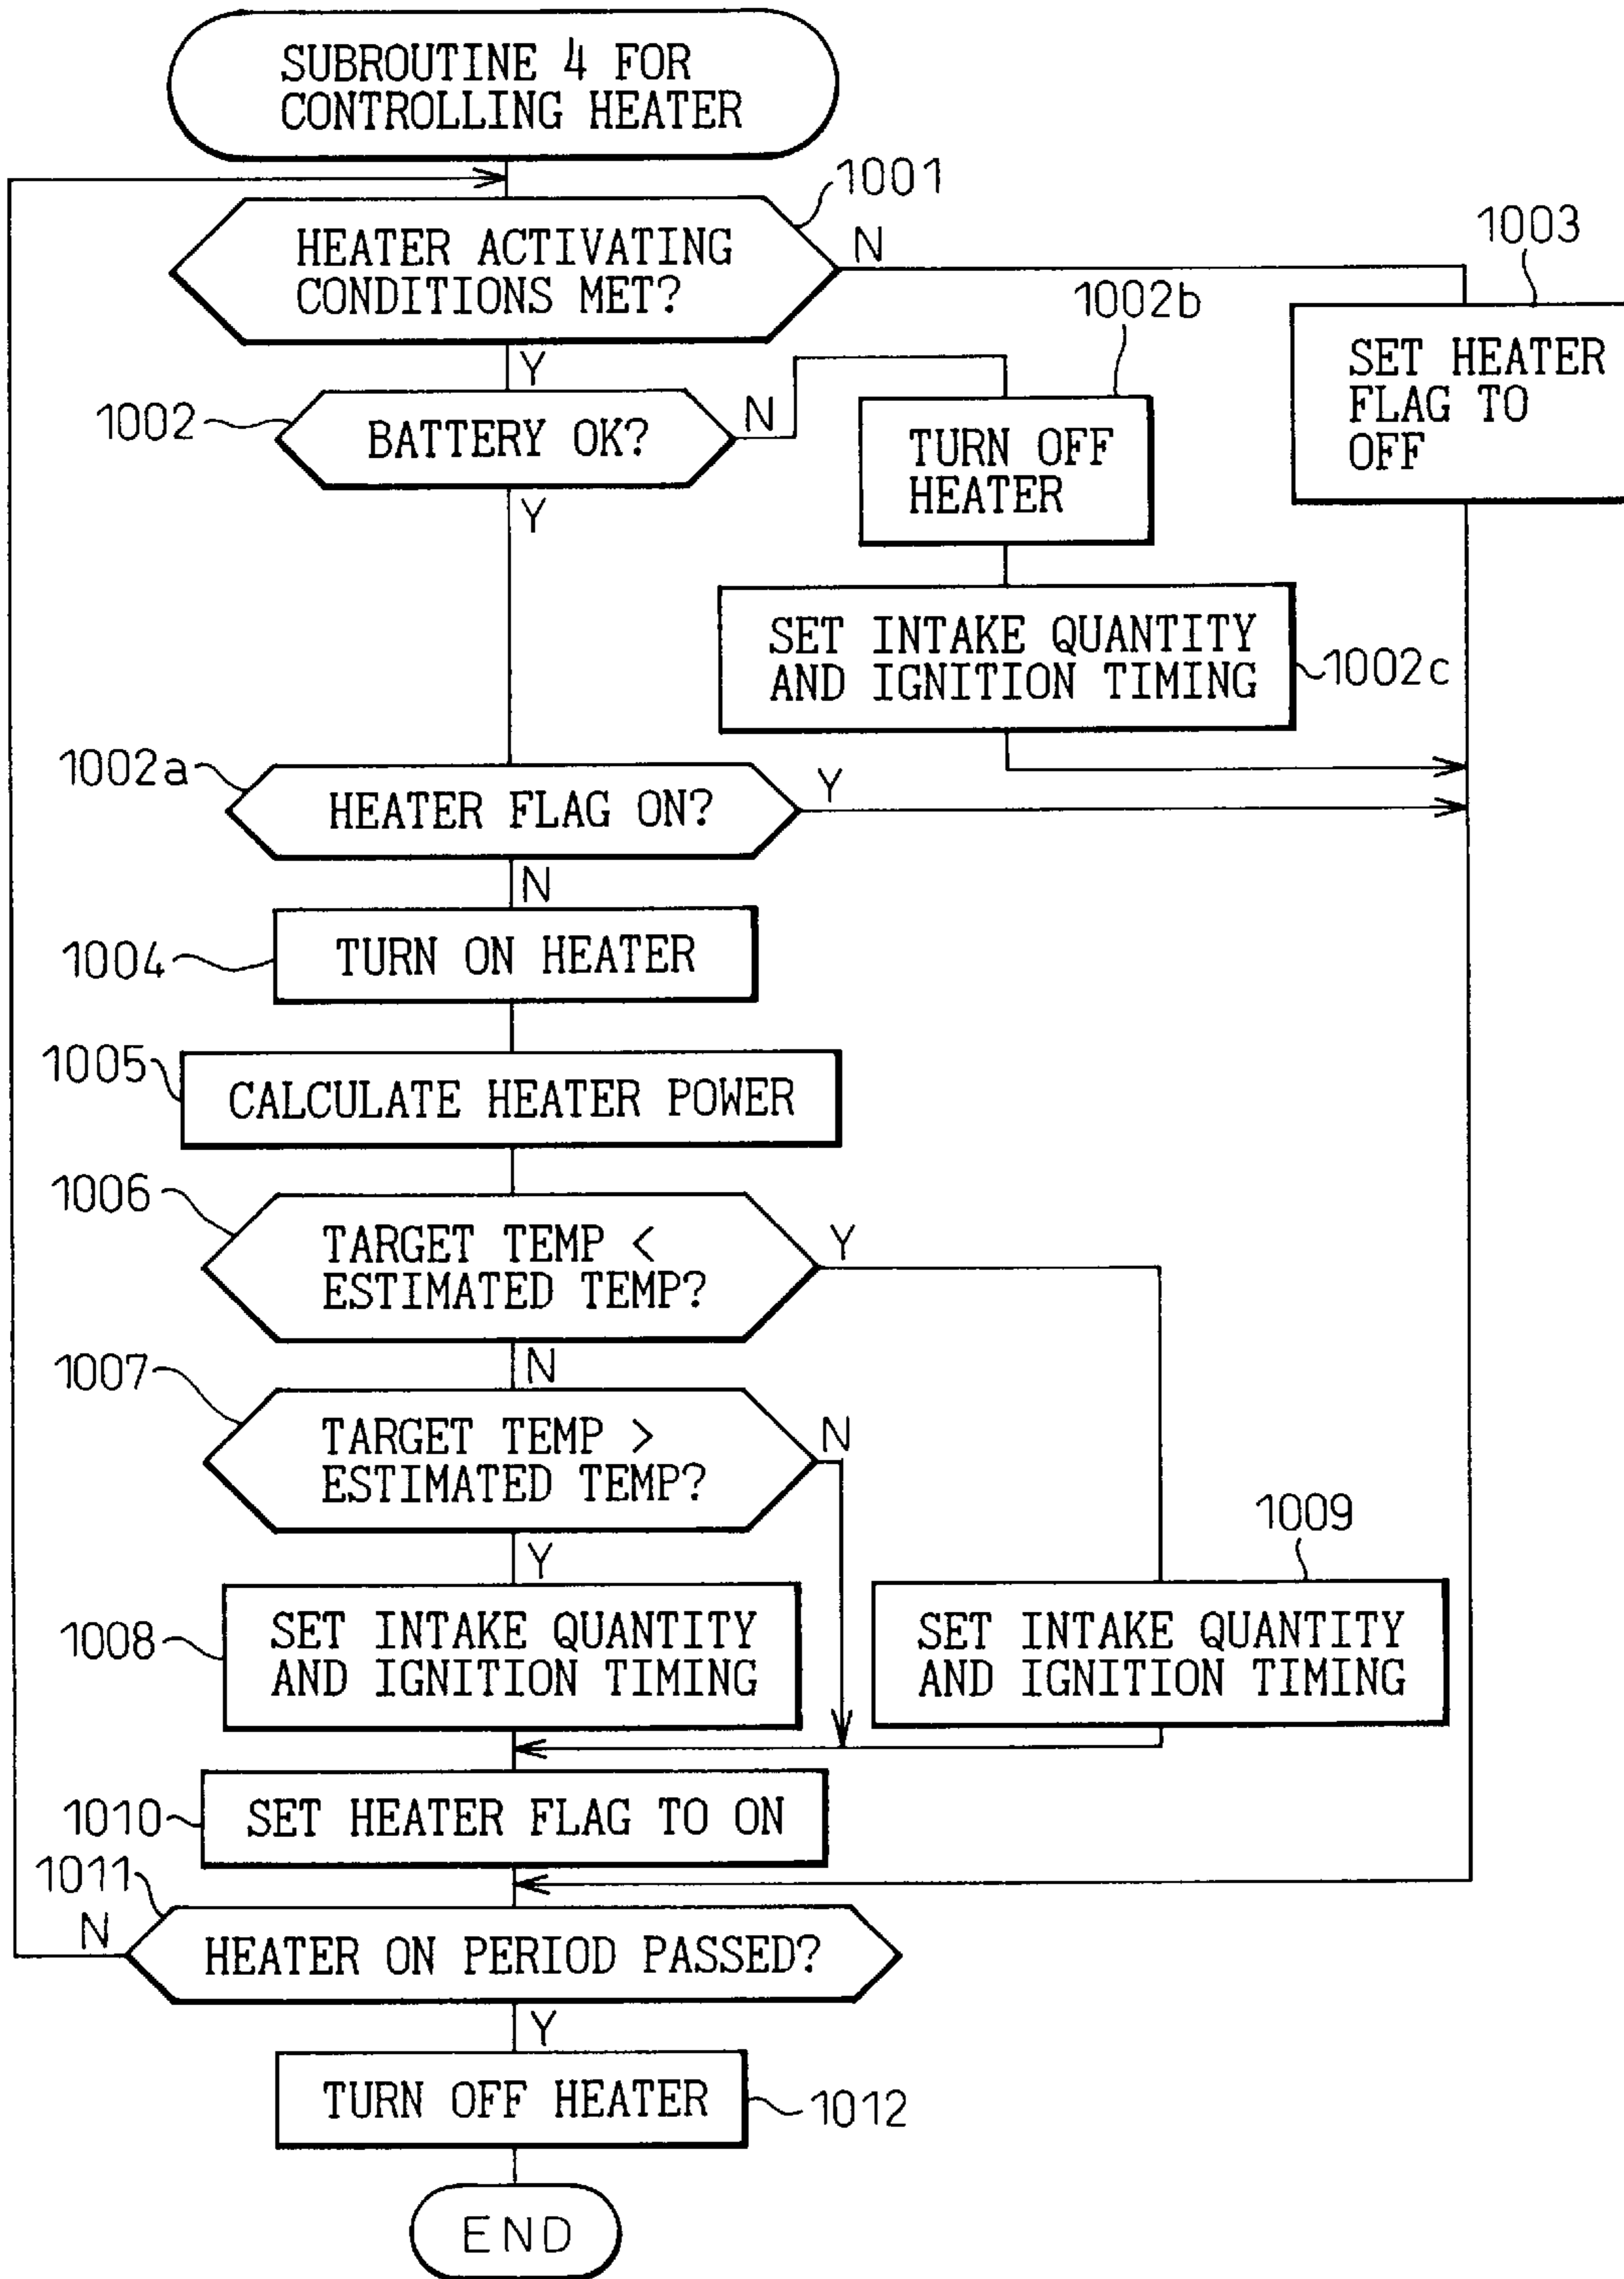 SUBROUTINE 4 FOR
CONTROLLING HEATER
1001
HEATER ACTIVATING
CONDITIONS MET?
N
Y
1003
SET HEATER
FLAG TO
OFF
1002
BATTERY OK?
N
Y
1002b
TURN OFF
HEATER
SET INTAKE QUANTITY
AND IGNITION TIMING
1002c
1002a
HEATER FLAG ON?
Y
N
1004
TURN ON HEATER
1005
CALCULATE HEATER POWER
1006
TARGET TEMP <
ESTIMATED TEMP?
Y
N
1007
TARGET TEMP >
ESTIMATED TEMP?
N
Y
1008
SET INTAKE QUANTITY
AND IGNITION TIMING
1009
SET INTAKE QUANTITY
AND IGNITION TIMING
1010
SET HEATER FLAG TO ON
1011
N
HEATER ON PERIOD PASSED?
Y
TURN OFF HEATER
1012
END